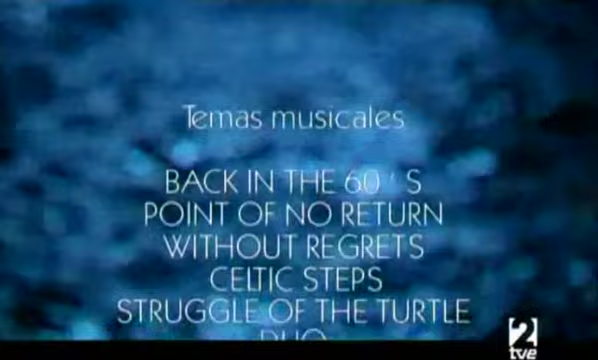 Temas musicales
BACK IN THE 60 ' S
POINT OF NO RETURN
WITHOUT REGRETS
CELTIC STEPS
STRUGGLE OF THE TURTLE
DUO
2
tve